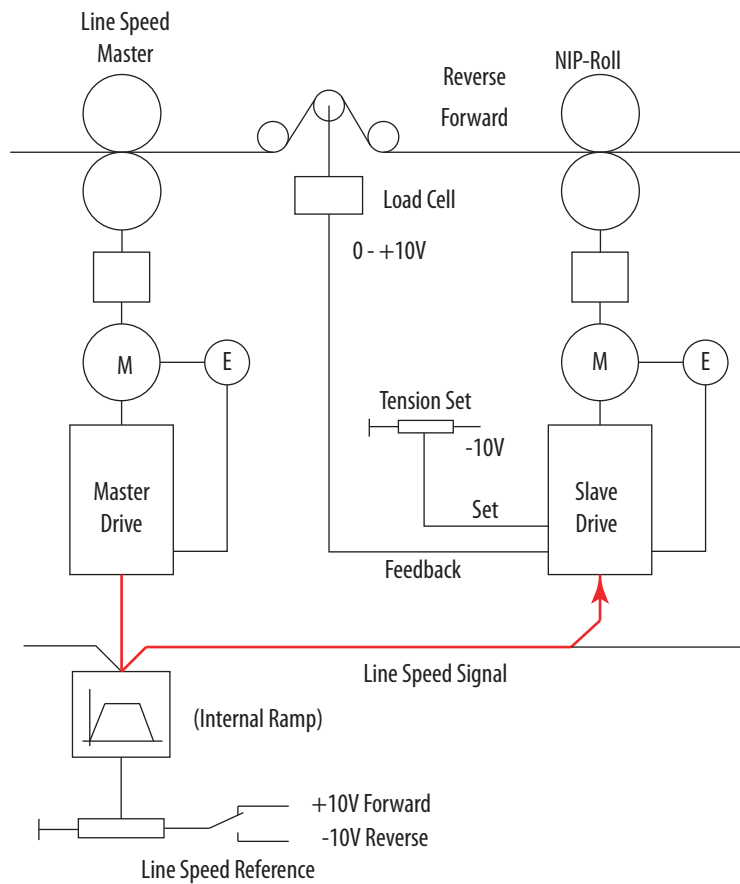 Line Speed
Master
NIP-Roll
Reverse
Forward
Load Cell
0 - +10V
M
E
M
E
Tension Set
-10V
Master
Drive
Slave
Drive
Set
Feedback
Line Speed Signal
(Internal Ramp)
+10V Forward
-10V Reverse
Line Speed Reference